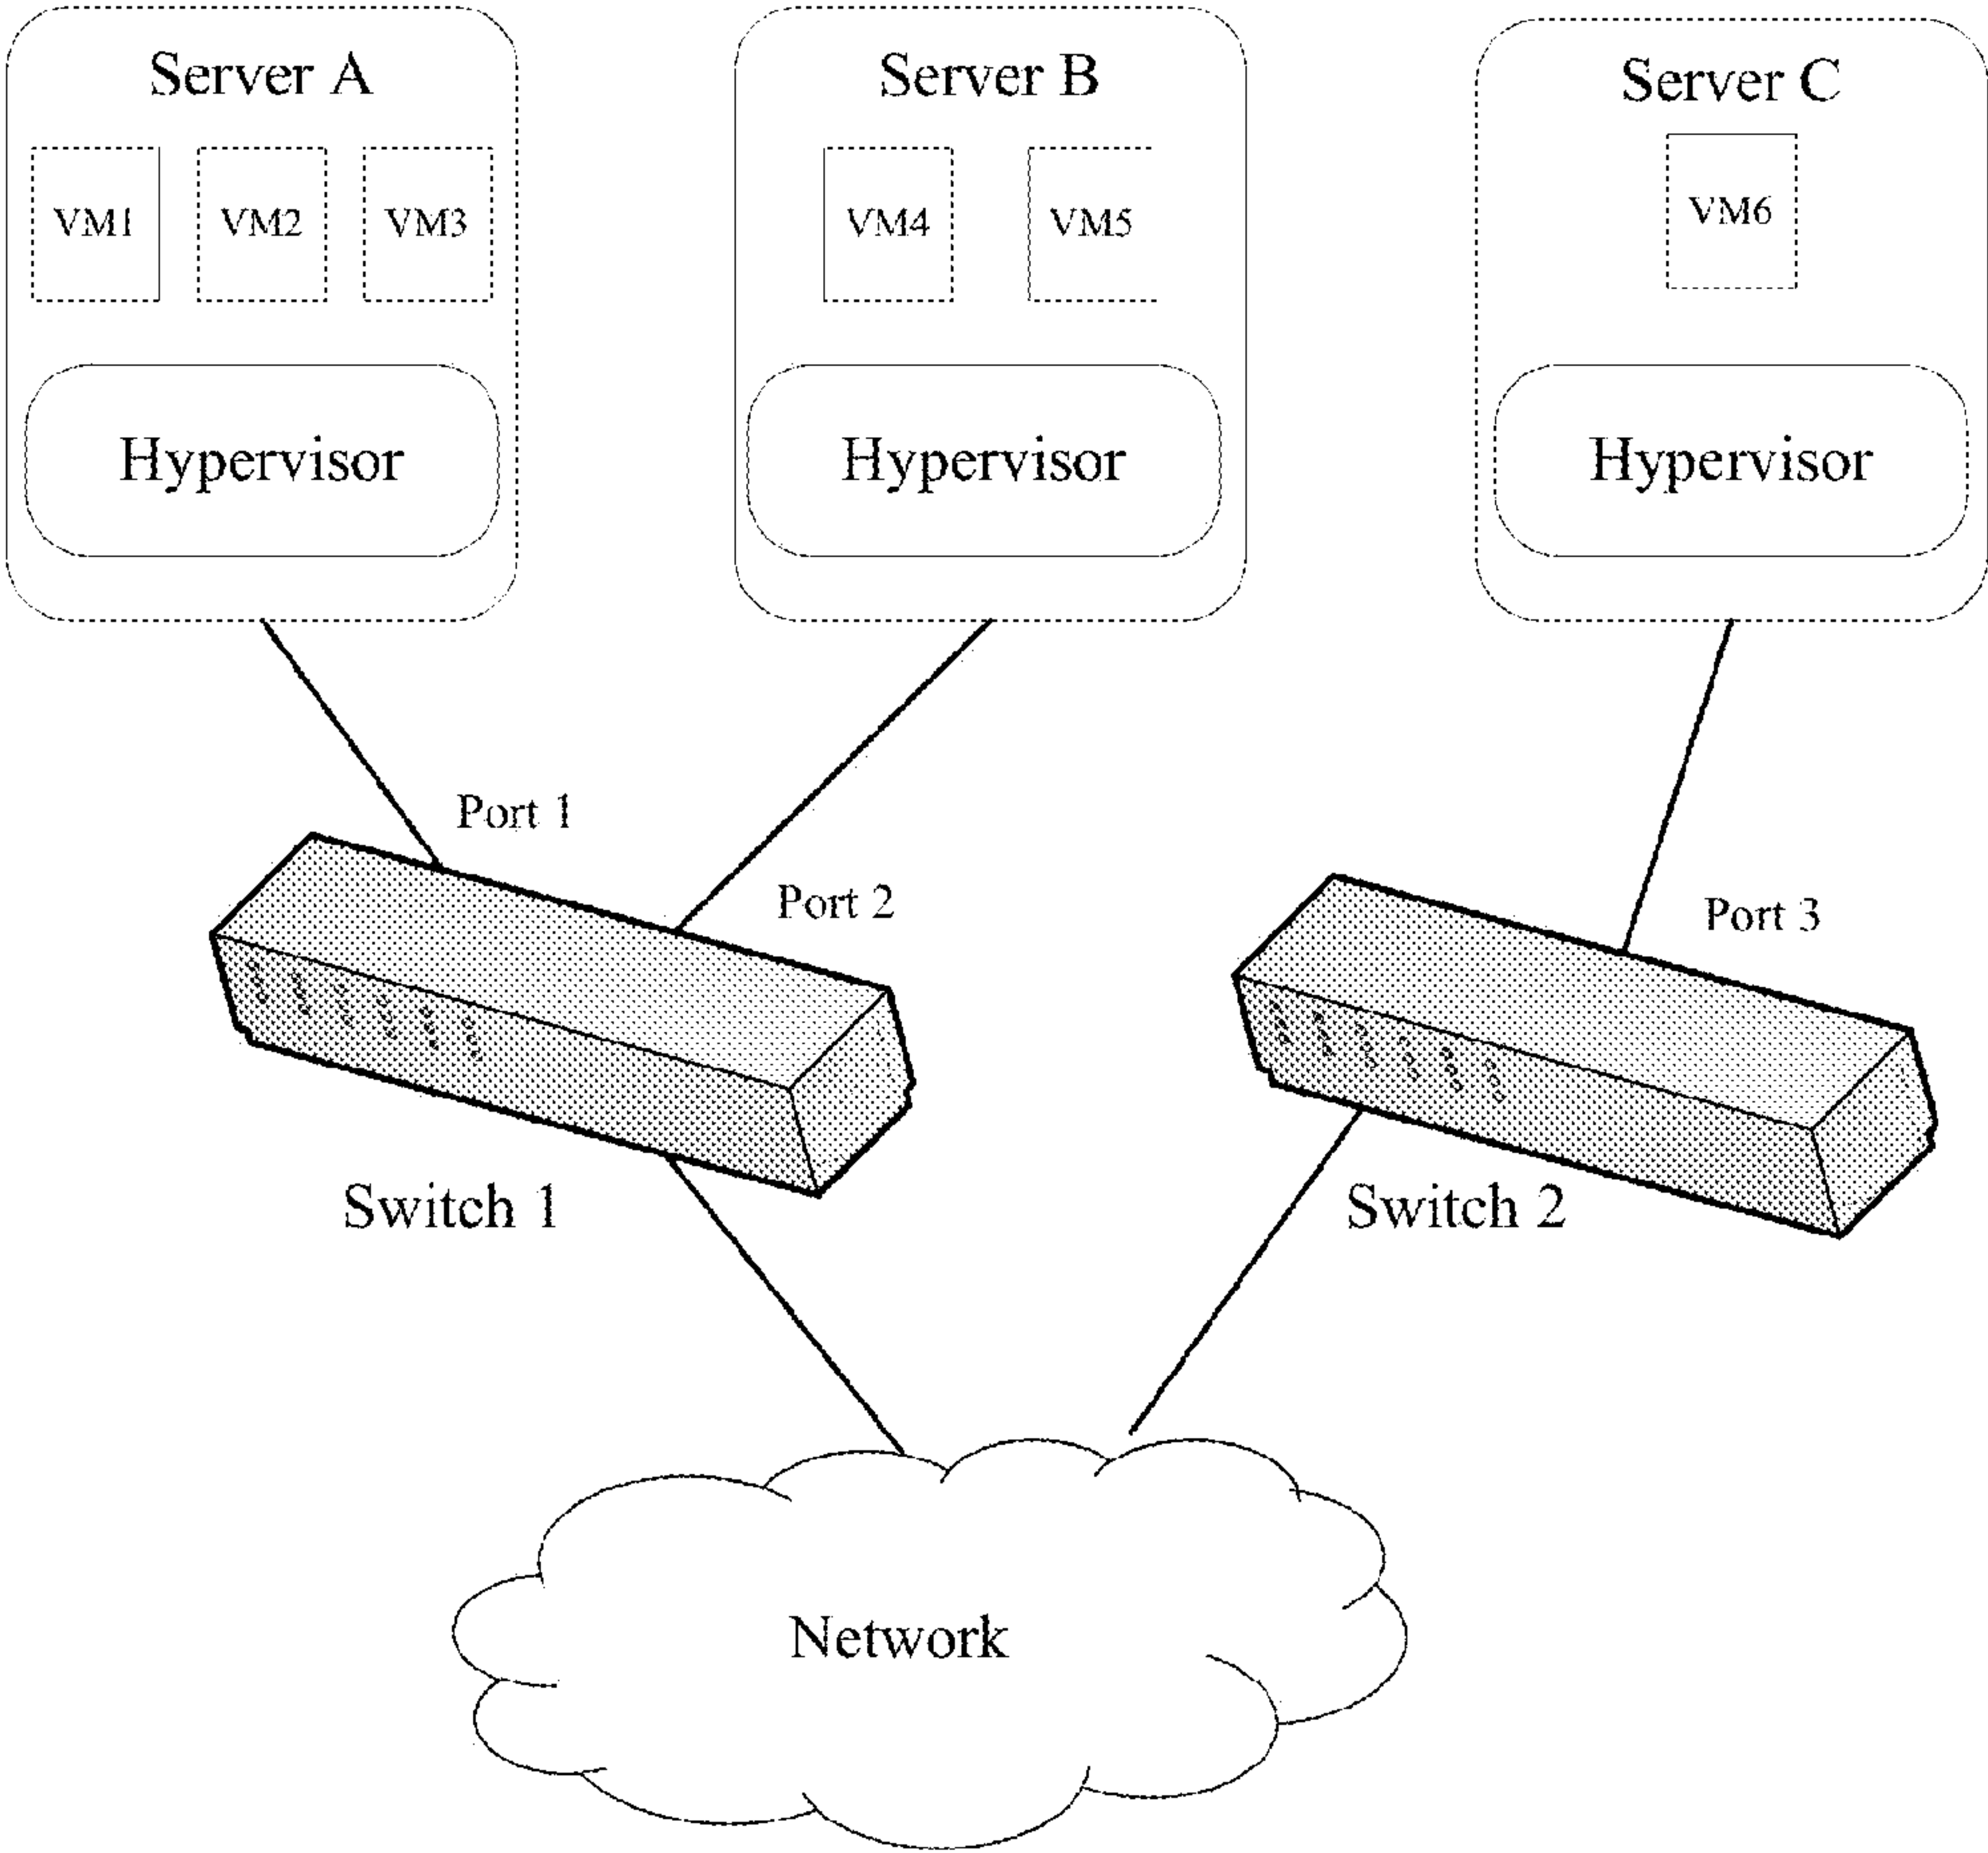 Server A
Server B
Server C
VM1
VM2
VM3
VM4
VM5
VM6
Hypervisor
Hypervisor
Hypervisor
Port 1
Port 2
Port 3
Switch 1
Switch 2
Network